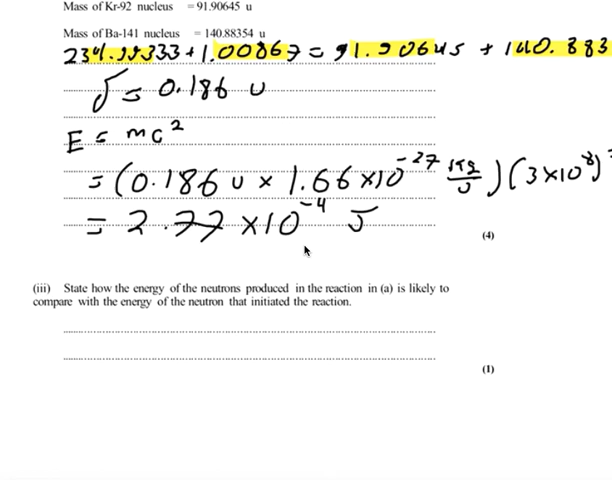 Mass of Kr-92 nucleus = 91.90645 u
Mass of Ba-141 nucleus = 140.88354 u
234.99333 + 1.00867 = 91.90645 + 140.883
δ = 0.186 u
E = mc²
= (0.186 u × 1.66 × 10⁻²⁷ kg/u) (3 × 10⁸)
= 2.77 × 10⁻⁴ J
(4)
(iii) State how the energy of the neutrons produced in the reaction in (a) is likely to
compare with the energy of the neutron that initiated the reaction.
(1)